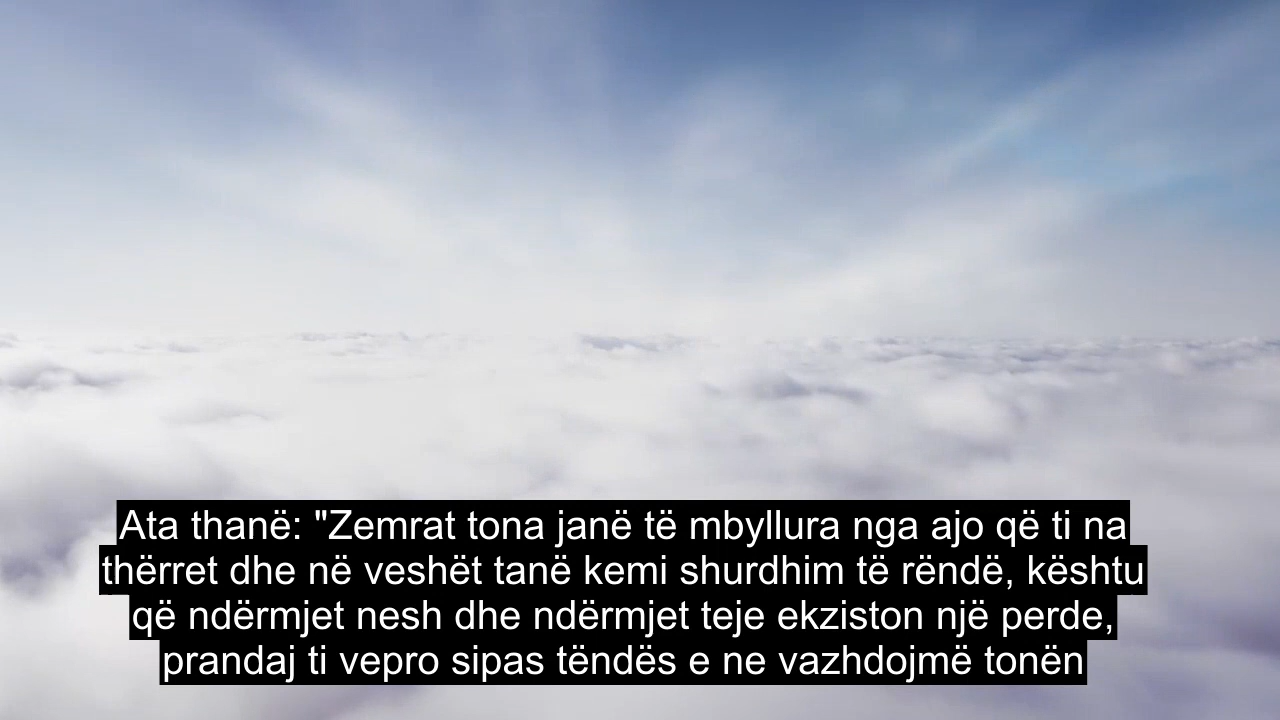 Ata thanë: "Zemrat tona janë të mbyllura nga ajo që ti na
thërret dhe në veshët tanë kemi shurdhim të rëndë, kështu
që ndërmjet nesh dhe ndërmjet teje ekziston një perde,
prandaj ti vepro sipas tëndës e ne vazhdojmë tonën